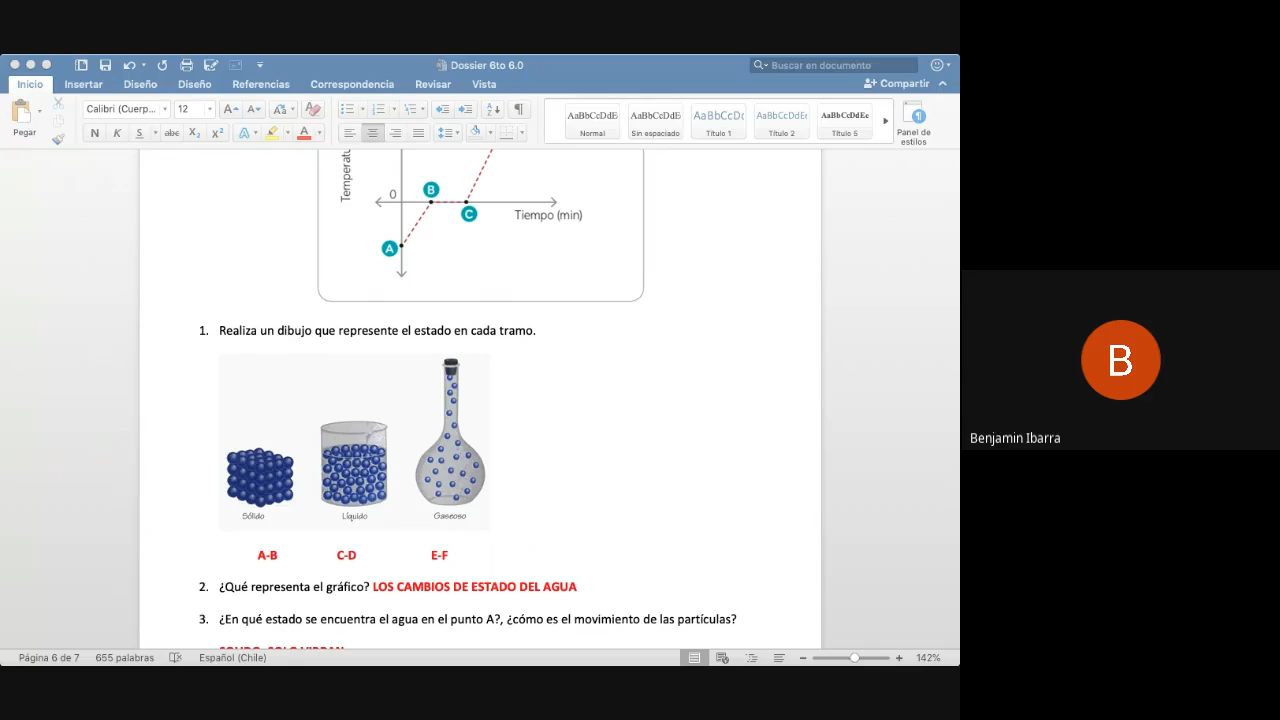 Dossier 6to 6.0
Buscar en documento
Inicio Insertar Diseño Diseño Referencias Correspondencia Revisar Vista
Compartir
Pegar
Calibri (Cuerp... 12
AaBbCcDdE AaBbCcDdE AaBbCcDc AaBbCcDdEe AaBbCcDdEe
Normal Sin espaciado Título 1 Título 2 Título 5
Panel de estilos
Temperatu
0
B
C
A
Tiempo (min)
1. Realiza un dibujo que represente el estado en cada tramo.
Sólido Líquido Gaseoso
A-B C-D E-F
2. ¿Qué representa el gráfico? LOS CAMBIOS DE ESTADO DEL AGUA
3. ¿En qué estado se encuentra el agua en el punto A?, ¿cómo es el movimiento de las partículas?
Página 6 de 7 655 palabras Español (Chile) 142%
B
Benjamin Ibarra